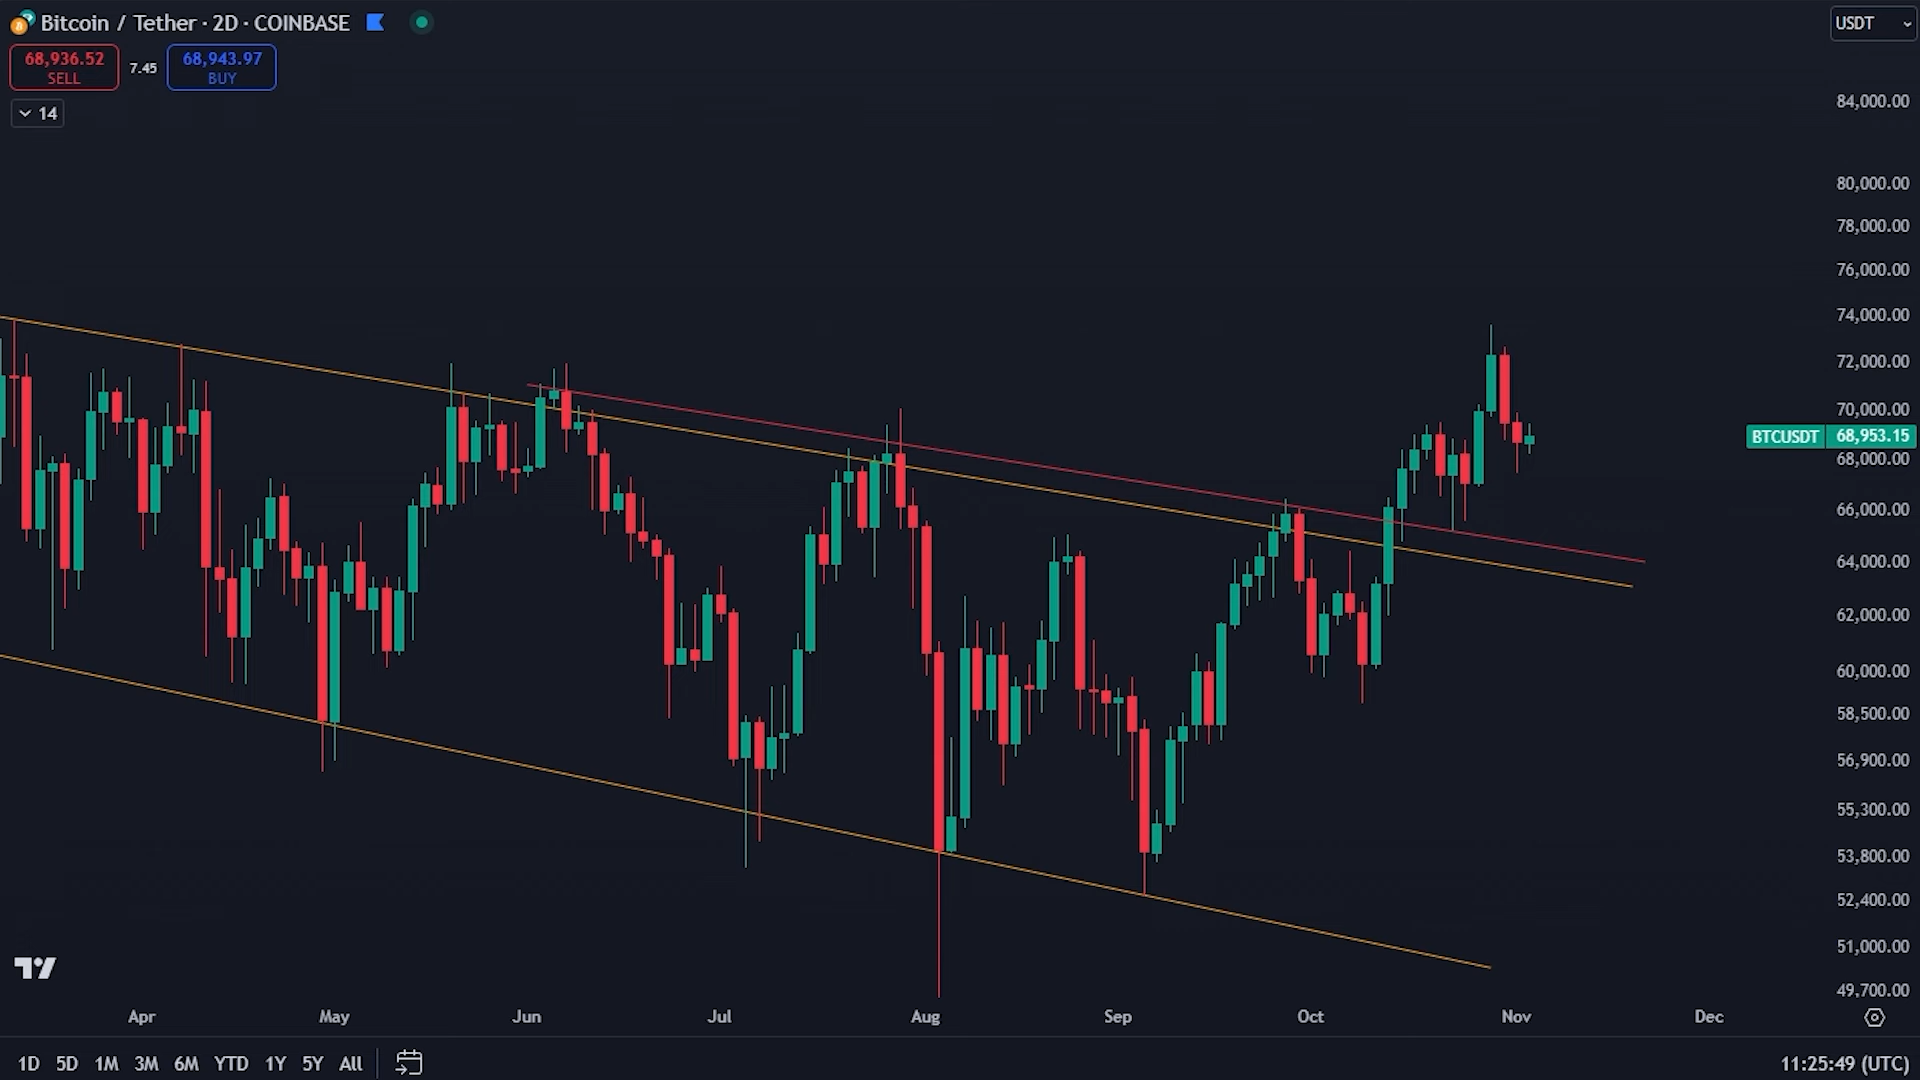 Bitcoin / Tether · 2D · COINBASE
USDT
68,936.52
SELL
7.45
68,943.97
BUY
14
84,000.00
80,000.00
78,000.00
76,000.00
74,000.00
72,000.00
70,000.00
BTCUSDT 68,953.15
68,000.00
66,000.00
64,000.00
62,000.00
60,000.00
58,500.00
56,900.00
55,300.00
53,800.00
52,400.00
51,000.00
49,700.00
Apr May Jun Jul Aug Sep Oct Nov Dec
1D 5D 1M 3M 6M YTD 1Y 5Y All
11:25:49 (UTC)